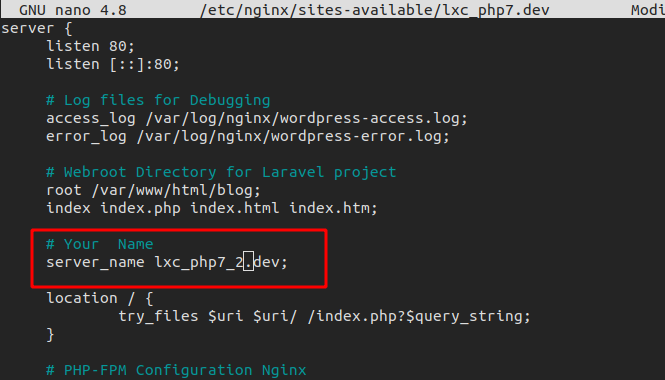 GNU nano 4.8 /etc/nginx/sites-available/lxc_php7.dev Modi
server {
listen 80;
listen [::]:80;
# Log files for Debugging
access_log /var/log/nginx/wordpress-access.log;
error_log /var/log/nginx/wordpress-error.log;
# Webroot Directory for Laravel project
root /var/www/html/blog;
index index.php index.html index.htm;
# Your  Name
server_name lxc_php7_2.dev;
location / {
try_files $uri $uri/ /index.php?$query_string;
}
# PHP-FPM Configuration Nginx